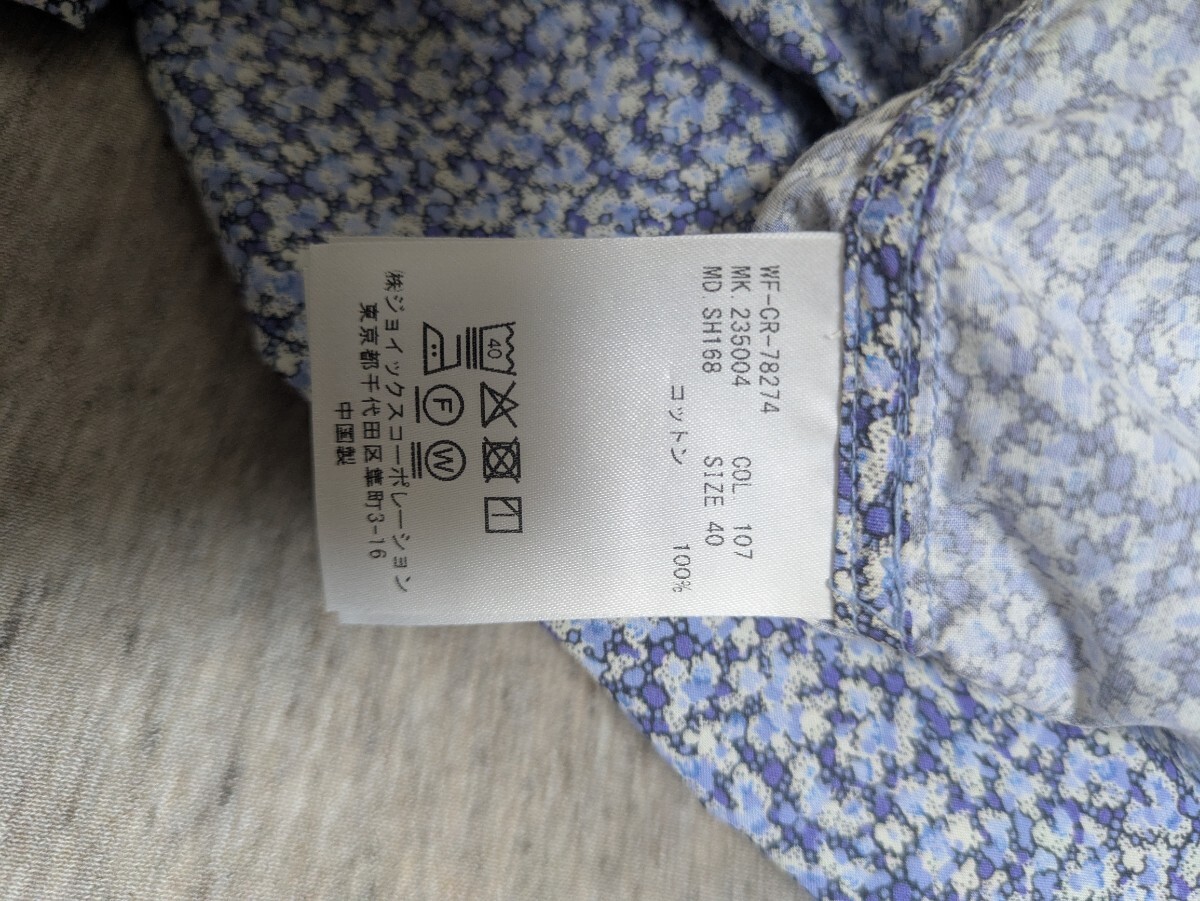 WF-CR-78274
MK. 235004 COL. 107
MD. SH168 SIZE 40
コットン 100%
40
F W
㈱ジョイックスコーポレーション
東京都千代田区麹町3-16
中国製